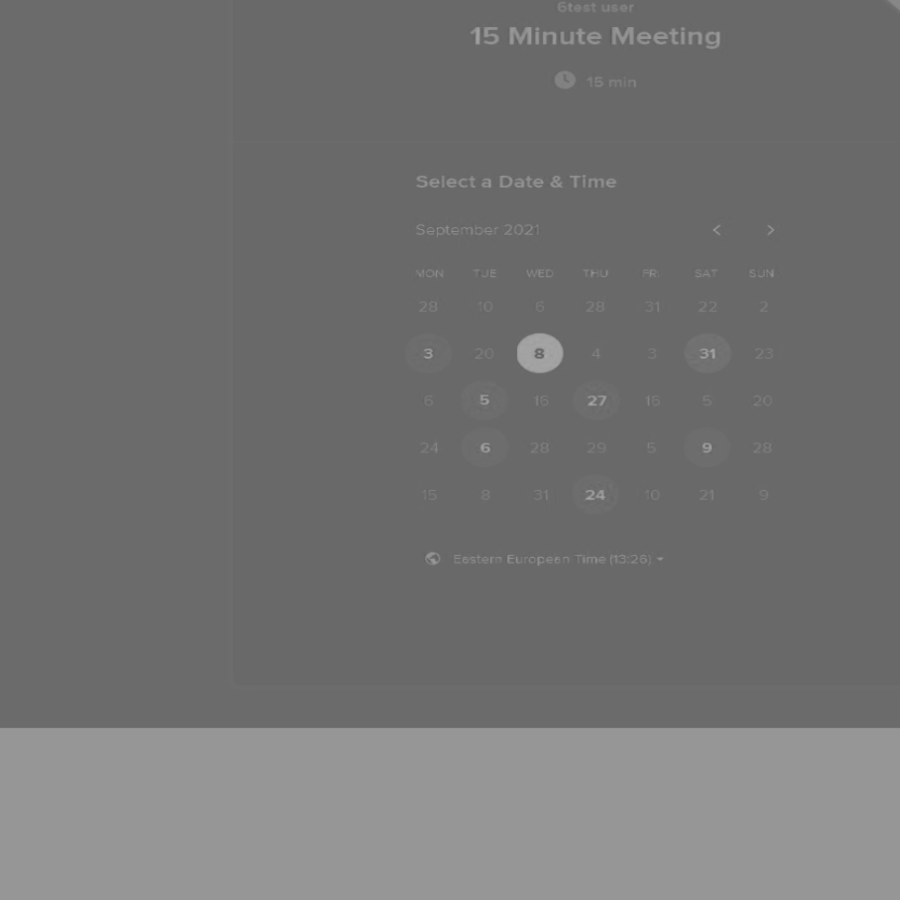 6test user
15 Minute Meeting
15 min
Select a Date & Time
September 2021 < >
MON TUE WED THU FRI SAT SUN
28 10 6 28 31 22 2
3 20 8 4 3 31 23
6 5 16 27 16 5 20
24 6 28 29 5 9 28
15 8 31 24 10 21 9
Eastern European Time (13:26)